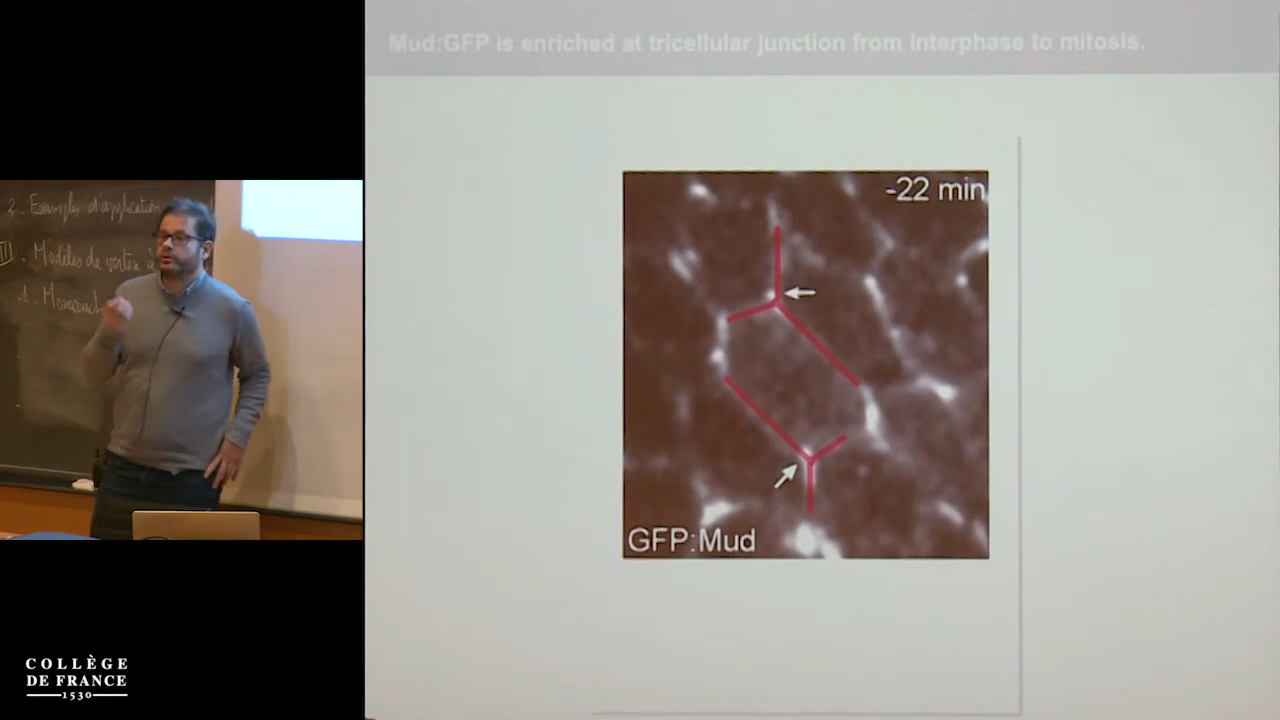 Mud:GFP is enriched at tricellular junction from interphase to mitosis.
-22 min
GFP:Mud
2. Exemples d'application
III. Modèles de vertex à
1. Monocouch
COLLÈGE
DE FRANCE
1530